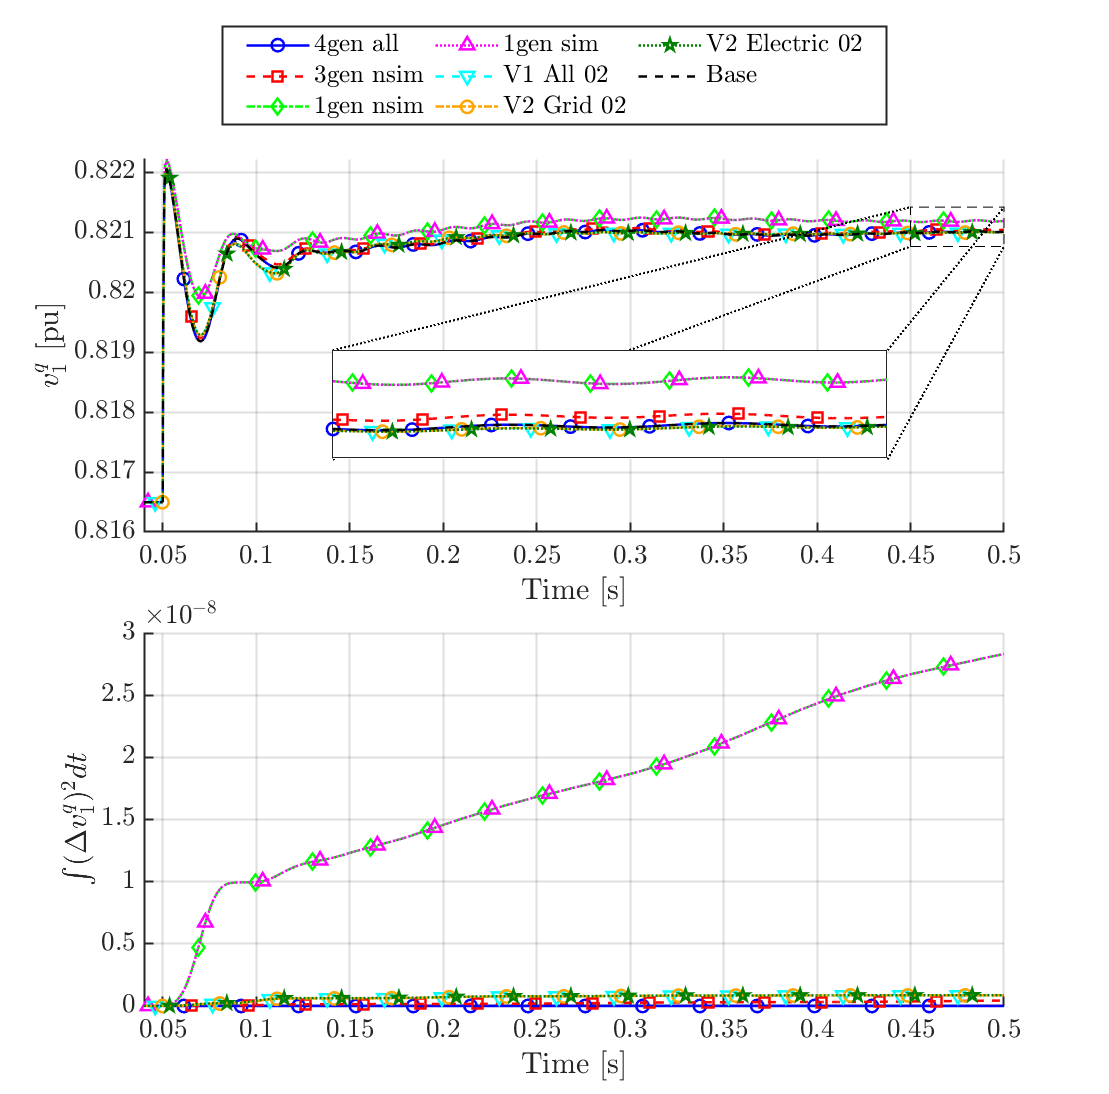 4gen all 1gen sim V2 Electric 02
3gen nsim V1 All 02 Base
1gen nsim V2 Grid 02
0.822
0.821
0.82
0.819
0.818
0.817
0.816
v₁^q [pu]
0.05 0.1 0.15 0.2 0.25 0.3 0.35 0.4 0.45 0.5
Time [s]
×10⁻⁸
3
2.5
2
1.5
1
0.5
0
∫(Δv₁^q)²dt
0.05 0.1 0.15 0.2 0.25 0.3 0.35 0.4 0.45 0.5
Time [s]